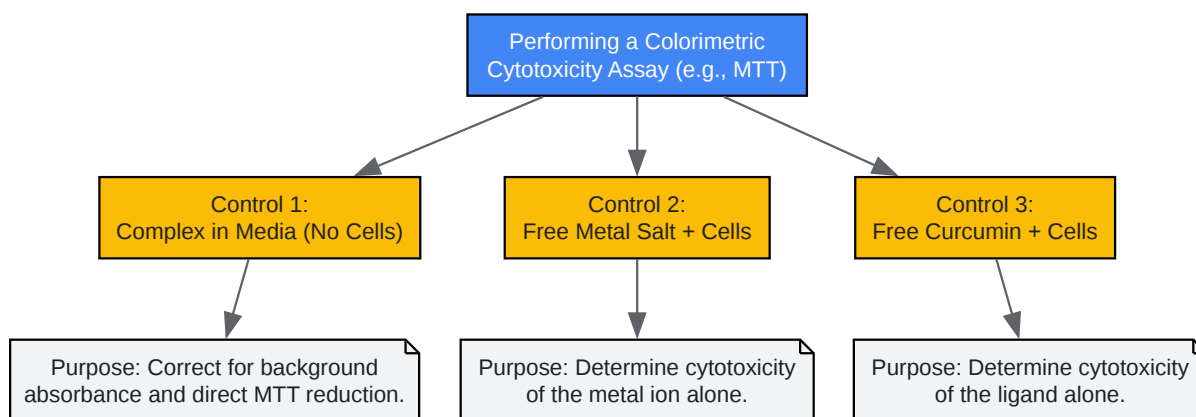 Performing a Colorimetric
Cytotoxicity Assay (e.g., MTT)
Control 1:
Complex in Media (No Cells)
Control 2:
Free Metal Salt + Cells
Control 3:
Free Curcumin + Cells
Purpose: Correct for background
absorbance and direct MTT reduction.
Purpose: Determine cytotoxicity
of the metal ion alone.
Purpose: Determine cytotoxicity
of the ligand alone.